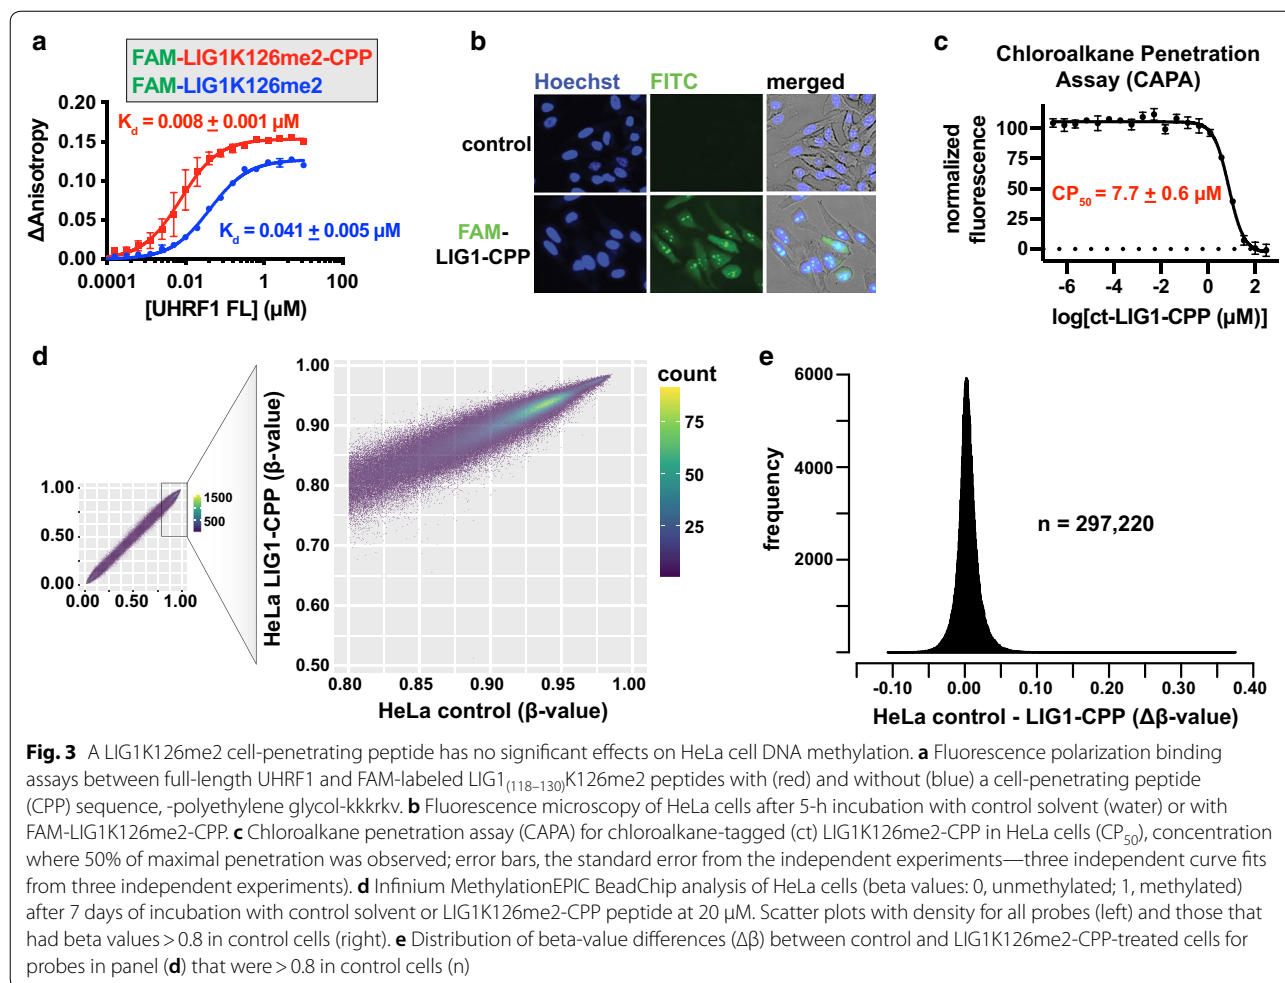 a
FAM-LIG1K126me2-CPP
FAM-LIG1K126me2
0.20
0.15
0.10
0.05
0.00
ΔAnisotropy
Kd = 0.008 ± 0.001 µM
Kd = 0.041 ± 0.005 µM
0.0001
0.01
1
100
[UHRF1 FL] (µM)
b
Hoechst
FITC
merged
control
FAM-
LIG1-CPP
c
Chloroalkane Penetration
Assay (CAPA)
100
75
50
25
0
normalized
fluorescence
CP50 = 7.7 ± 0.6 µM
-6
-4
-2
0
2
log[ct-LIG1-CPP (µM)]
d
1.00
0.50
0.00
0.00
0.50
1.00
1500
500
1.00
0.90
0.80
0.70
0.60
0.50
HeLa LIG1-CPP (β-value)
0.80
0.85
0.90
0.95
1.00
HeLa control (β-value)
count
75
50
25
e
6000
4000
2000
frequency
n = 297,220
-0.10
0.00
0.10
0.20
0.30
0.40
HeLa control - LIG1-CPP (Δβ-value)
Fig. 3 A LIG1K126me2 cell-penetrating peptide has no significant effects on HeLa cell DNA methylation. a Fluorescence polarization binding
assays between full-length UHRF1 and FAM-labeled LIG1(118–130)K126me2 peptides with (red) and without (blue) a cell-penetrating peptide
(CPP) sequence, -polyethylene glycol-kkkrkv. b Fluorescence microscopy of HeLa cells after 5-h incubation with control solvent (water) or with
FAM-LIG1K126me2-CPP. c Chloroalkane penetration assay (CAPA) for chloroalkane-tagged (ct) LIG1K126me2-CPP in HeLa cells (CP50), concentration
where 50% of maximal penetration was observed; error bars, the standard error from the independent experiments—three independent curve fits
from three independent experiments). d Infinium MethylationEPIC BeadChip analysis of HeLa cells (beta values: 0, unmethylated; 1, methylated)
after 7 days of incubation with control solvent or LIG1K126me2-CPP peptide at 20 µM. Scatter plots with density for all probes (left) and those that
had beta values > 0.8 in control cells (right). e Distribution of beta-value differences (Δβ) between control and LIG1K126me2-CPP-treated cells for
probes in panel (d) that were > 0.8 in control cells (n)